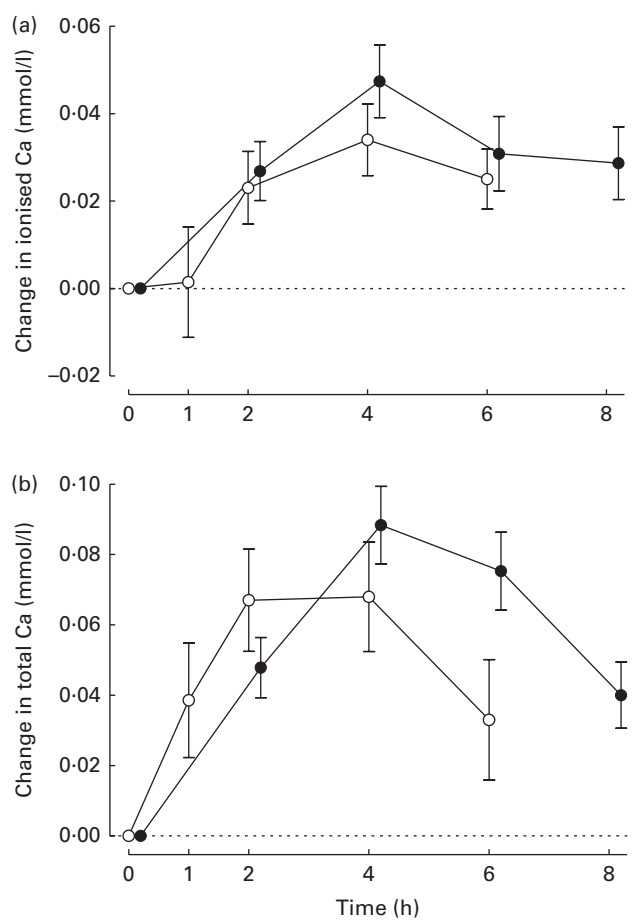 (a)
Change in ionised Ca (mmol/l)
0·06
0·04
0·02
0·00
–0·02
0 1 2 4 6 8
(b)
Change in total Ca (mmol/l)
0·10
0·08
0·06
0·04
0·02
0·00
0 1 2 4 6 8
Time (h)